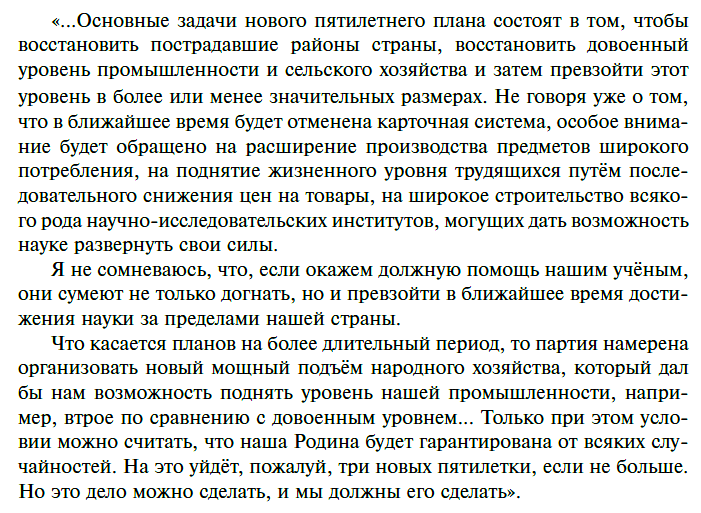 «...Основные задачи нового пятилетнего плана состоят в том, чтобы
восстановить пострадавшие районы страны, восстановить довоенный
уровень промышленности и сельского хозяйства и затем превзойти этот
уровень в более или менее значительных размерах. Не говоря уже о том,
что в ближайшее время будет отменена карточная система, особое внима-
ние будет обращено на расширение производства предметов широкого
потребления, на поднятие жизненного уровня трудящихся путём после-
довательного снижения цен на товары, на широкое строительство всяко-
го рода научно-исследовательских институтов, могущих дать возможность
науке развернуть свои силы.
Я не сомневаюсь, что, если окажем должную помощь нашим учёным,
они сумеют не только догнать, но и превзойти в ближайшее время дости-
жения науки за пределами нашей страны.
Что касается планов на более длительный период, то партия намерена
организовать новый мощный подъём народного хозяйства, который дал
бы нам возможность поднять уровень нашей промышленности, напри-
мер, втрое по сравнению с довоенным уровнем... Только при этом усло-
вии можно считать, что наша Родина будет гарантирована от всяких слу-
чайностей. На это уйдёт, пожалуй, три новых пятилетки, если не больше.
Но это дело можно сделать, и мы должны его сделать».